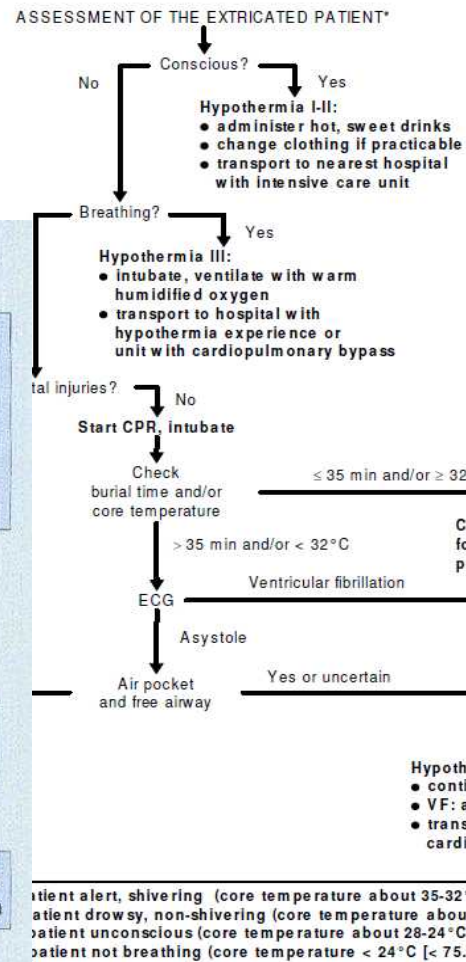 ASSESSMENT OF THE EXTRICATED PATIENT*
Conscious?
No
Yes
Hypothermia I-II:
● administer hot, sweet drinks
● change clothing if practicable
● transport to nearest hospital
with intensive care unit
Breathing?
Yes
Hypothermia III:
● intubate, ventilate with warm
humidified oxygen
● transport to hospital with
hypothermia experience or
unit with cardiopulmonary bypass
tal injuries?
No
Start CPR, intubate
Check
burial time and/or
core temperature
≤ 35 min and/or ≥ 32
> 35 min and/or < 32°C
C
fo
p
Ventricular fibrillation
ECG
Asystole
Air pocket
and free airway
Yes or uncertain
Hypoth
● conti
● VF: a
● trans
cardi
atient alert, shivering (core temperature about 35-32°
atient drowsy, non-shivering (core temperature abou
patient unconscious (core temperature about 28-24°C
patient not breathing (core temperature < 24°C [< 75.